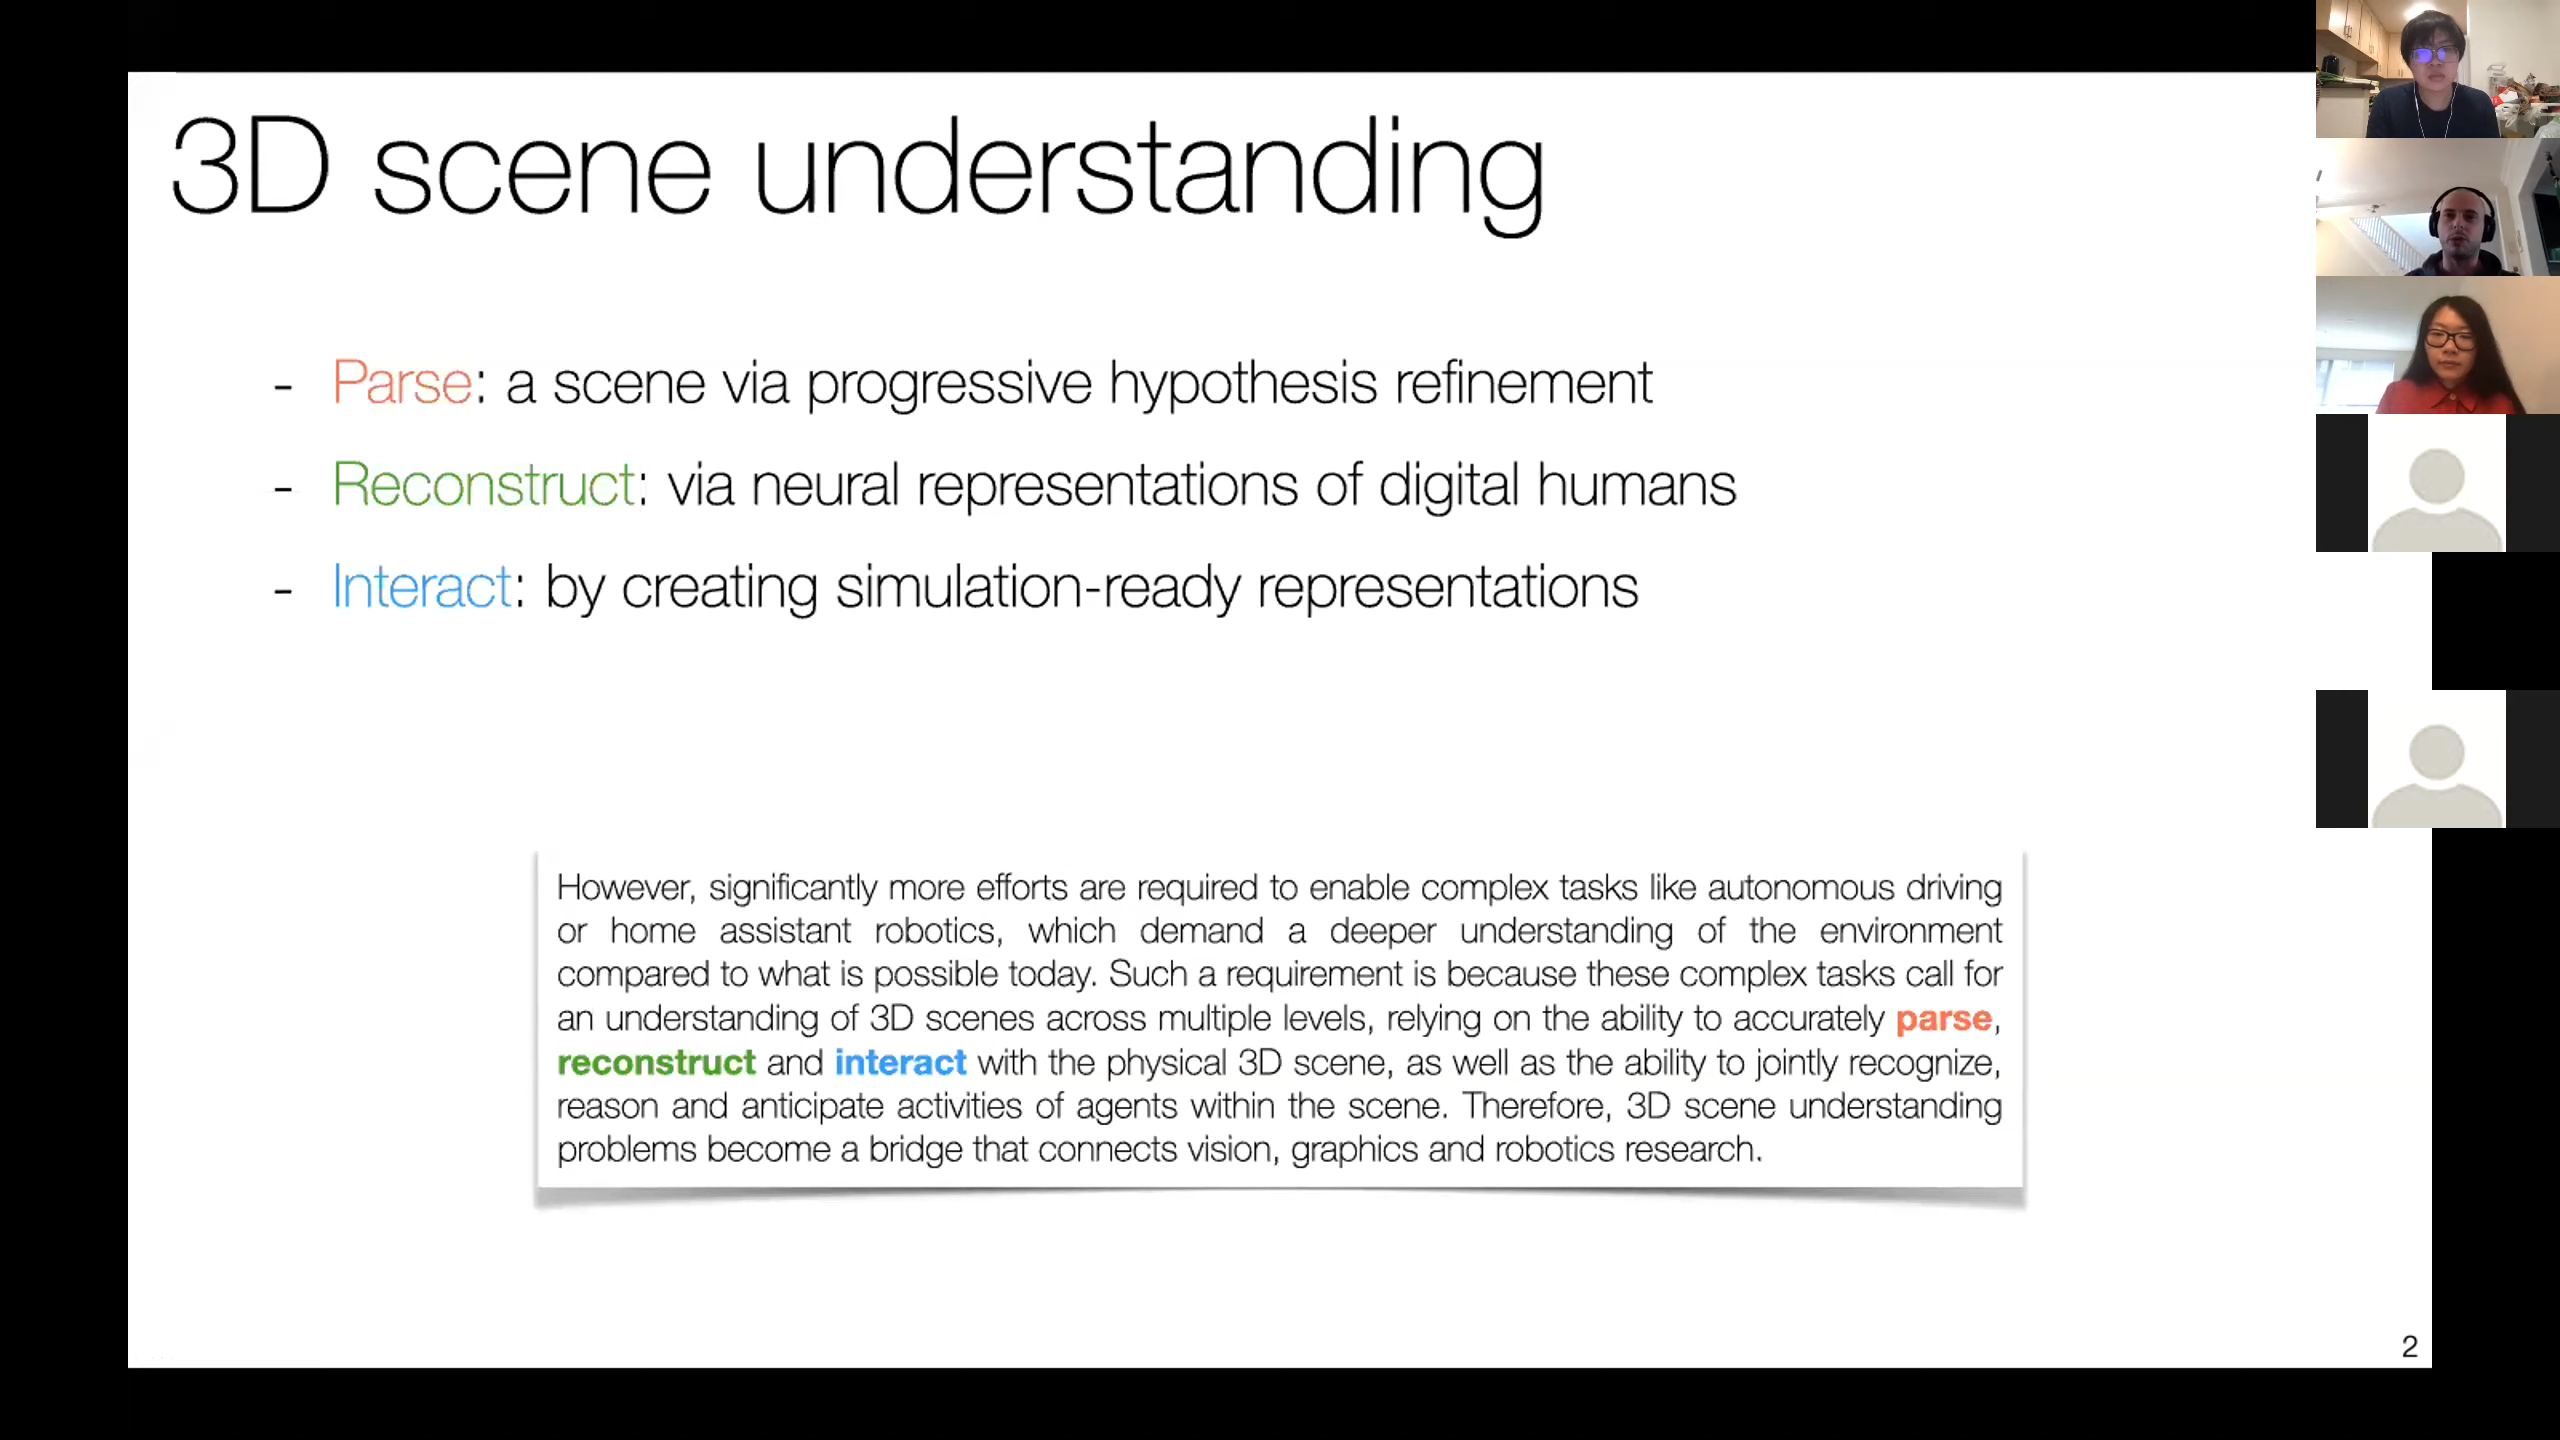 3D scene understanding
- Parse: a scene via progressive hypothesis refinement
- Reconstruct: via neural representations of digital humans
- Interact: by creating simulation-ready representations
However, significantly more efforts are required to enable complex tasks like autonomous driving
or home assistant robotics, which demand a deeper understanding of the environment
compared to what is possible today. Such a requirement is because these complex tasks call for
an understanding of 3D scenes across multiple levels, relying on the ability to accurately parse,
reconstruct and interact with the physical 3D scene, as well as the ability to jointly recognize,
reason and anticipate activities of agents within the scene. Therefore, 3D scene understanding
problems become a bridge that connects vision, graphics and robotics research.
2